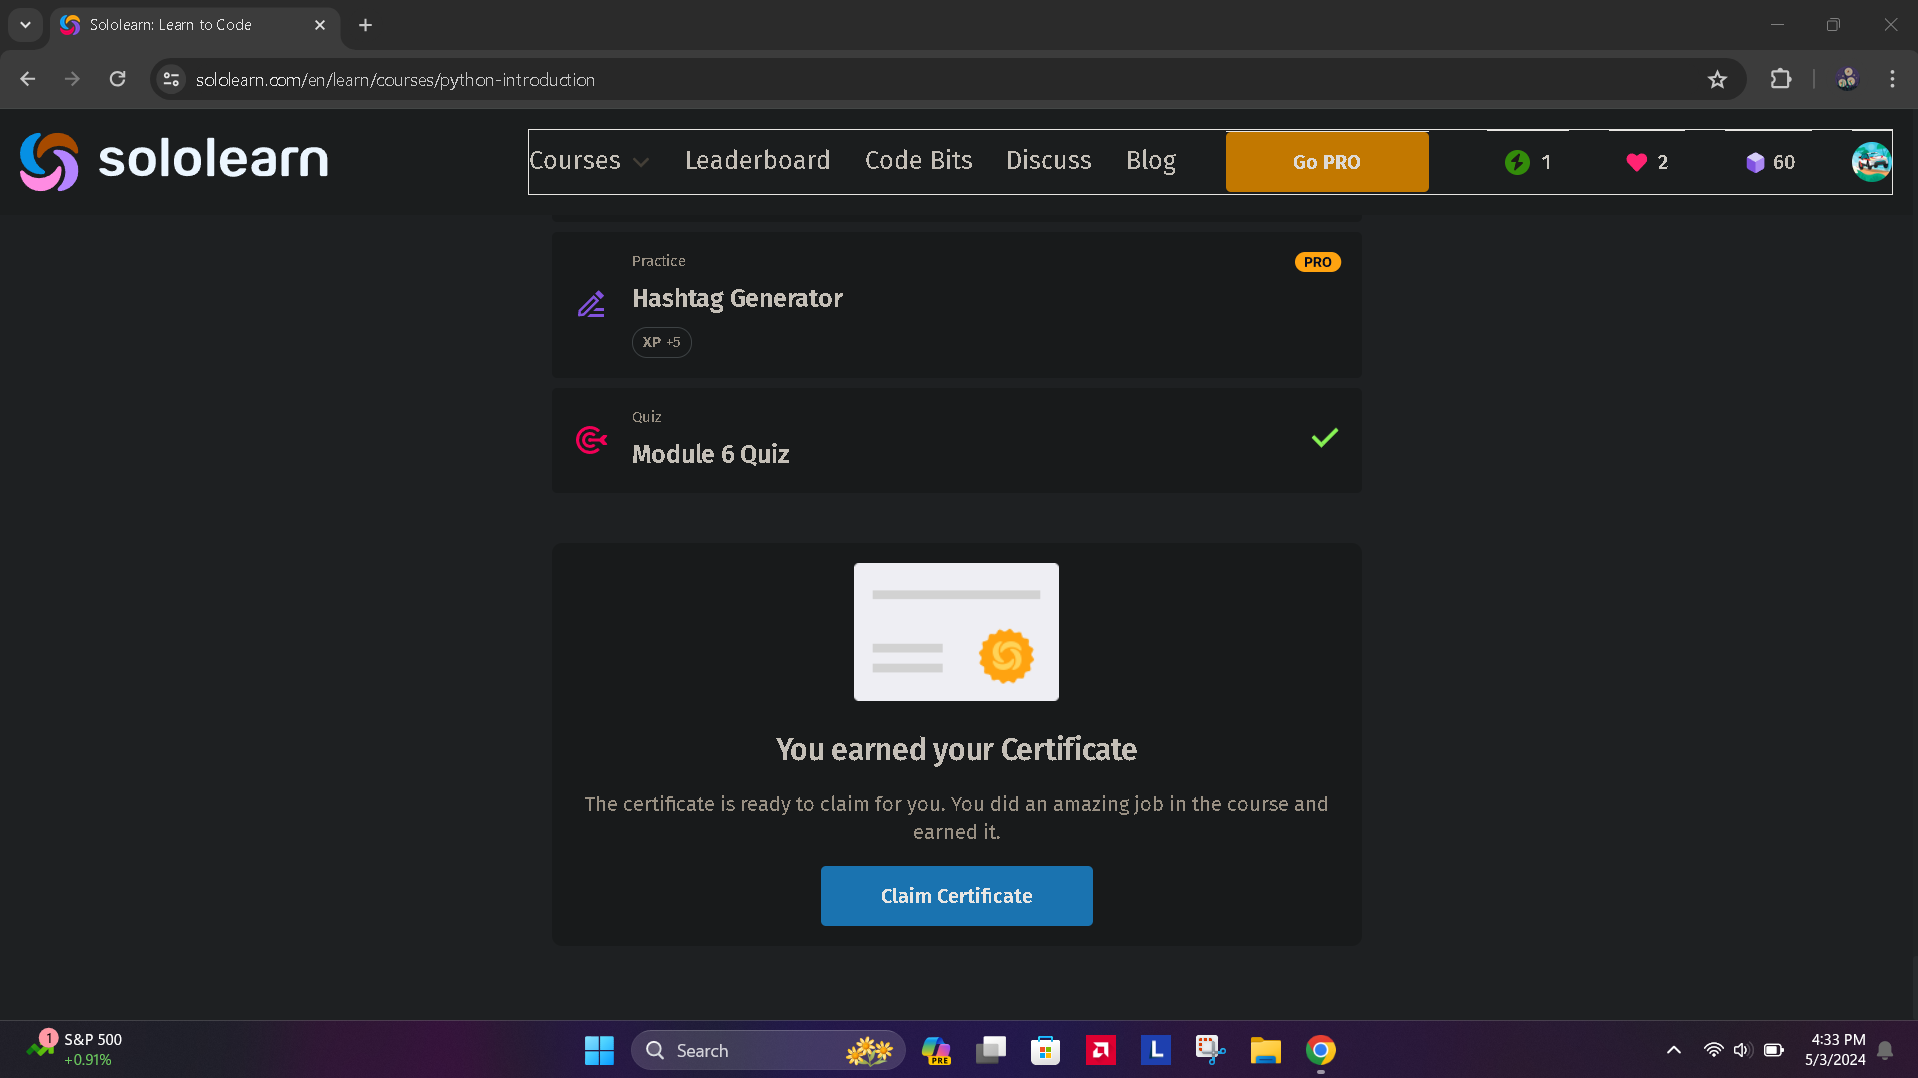 Sololearn: Learn to Code
sololearn.com/en/learn/courses/python-introduction
sololearn
Courses Leaderboard Code Bits Discuss Blog Go PRO 1 2 60
Practice
PRO
Hashtag Generator
XP +5
Quiz
Module 6 Quiz
You earned your Certificate
The certificate is ready to claim for you. You did an amazing job in the course and
earned it.
Claim Certificate
1
S&P 500
+0.91%
Search
PRE
L
4:33 PM
5/3/2024